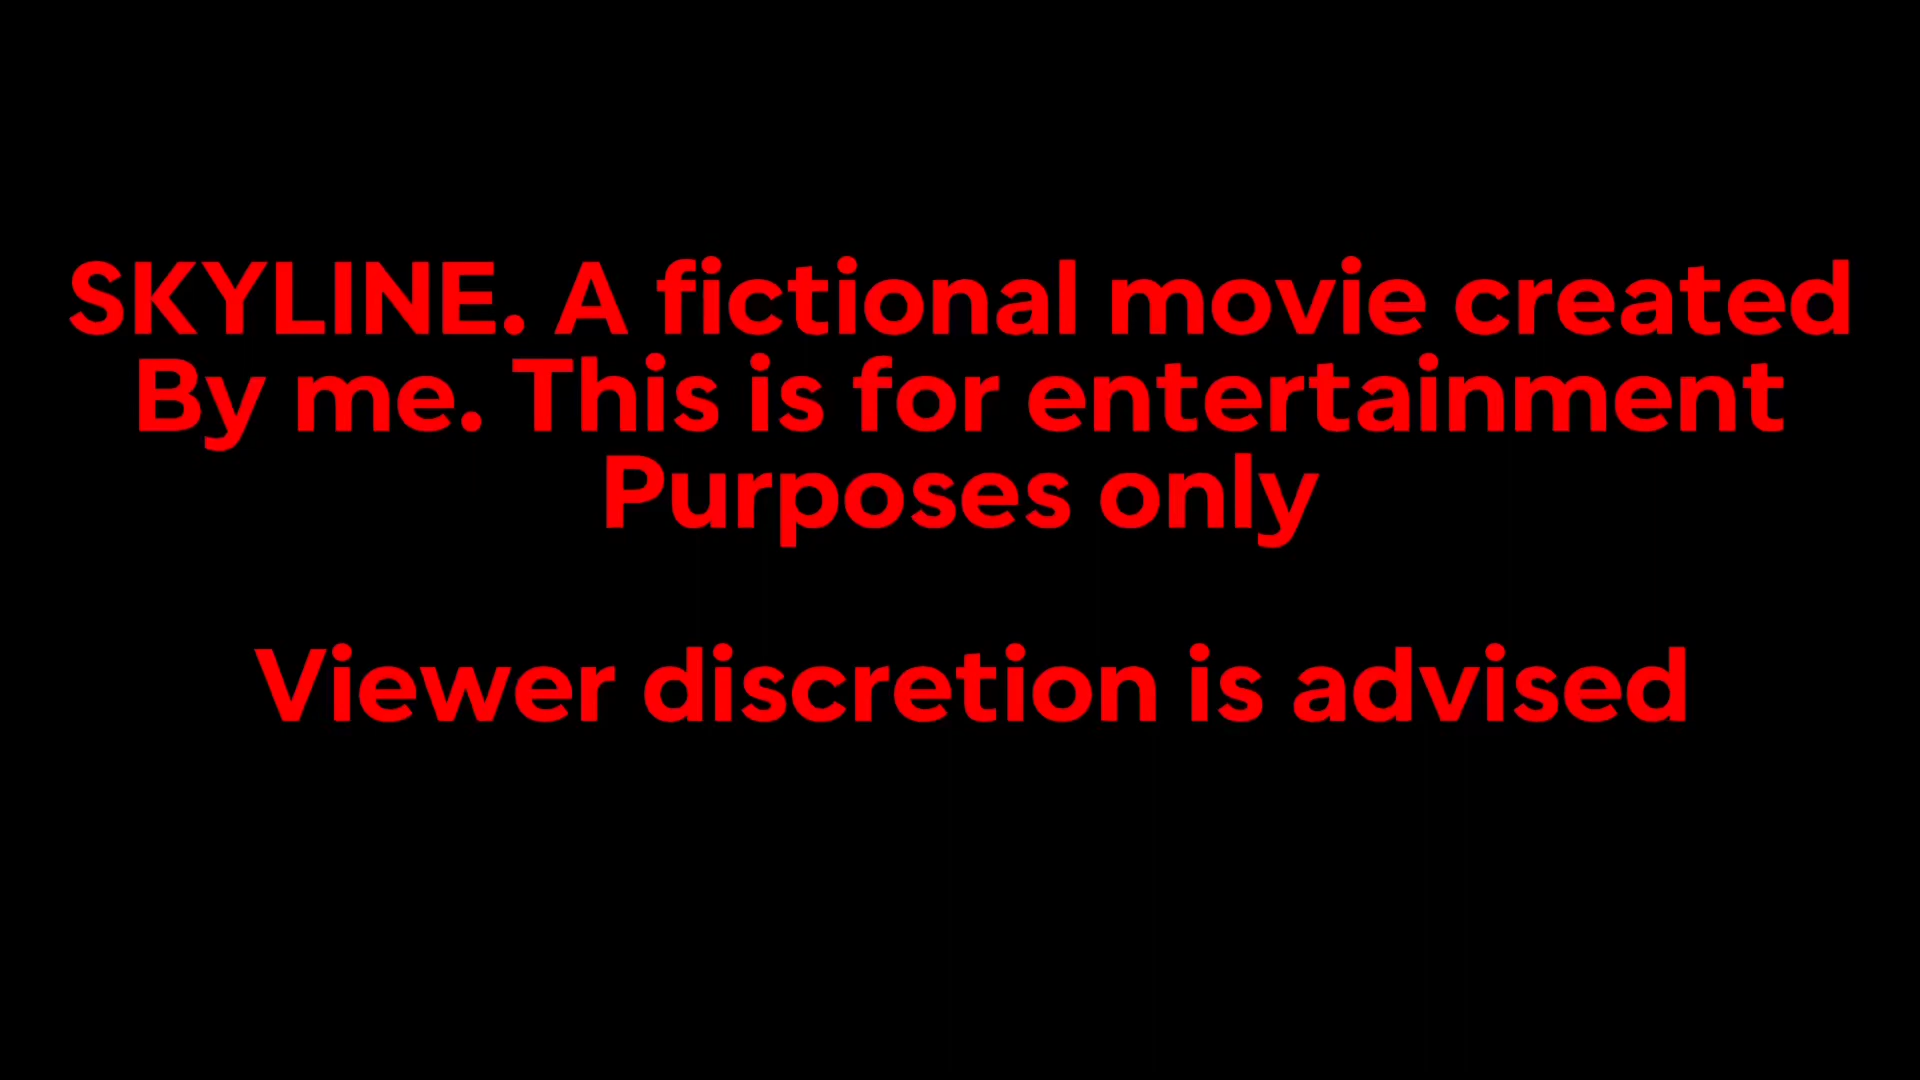 SKYLINE. A fictional movie created
By me. This is for entertainment
Purposes only
Viewer discretion is advised